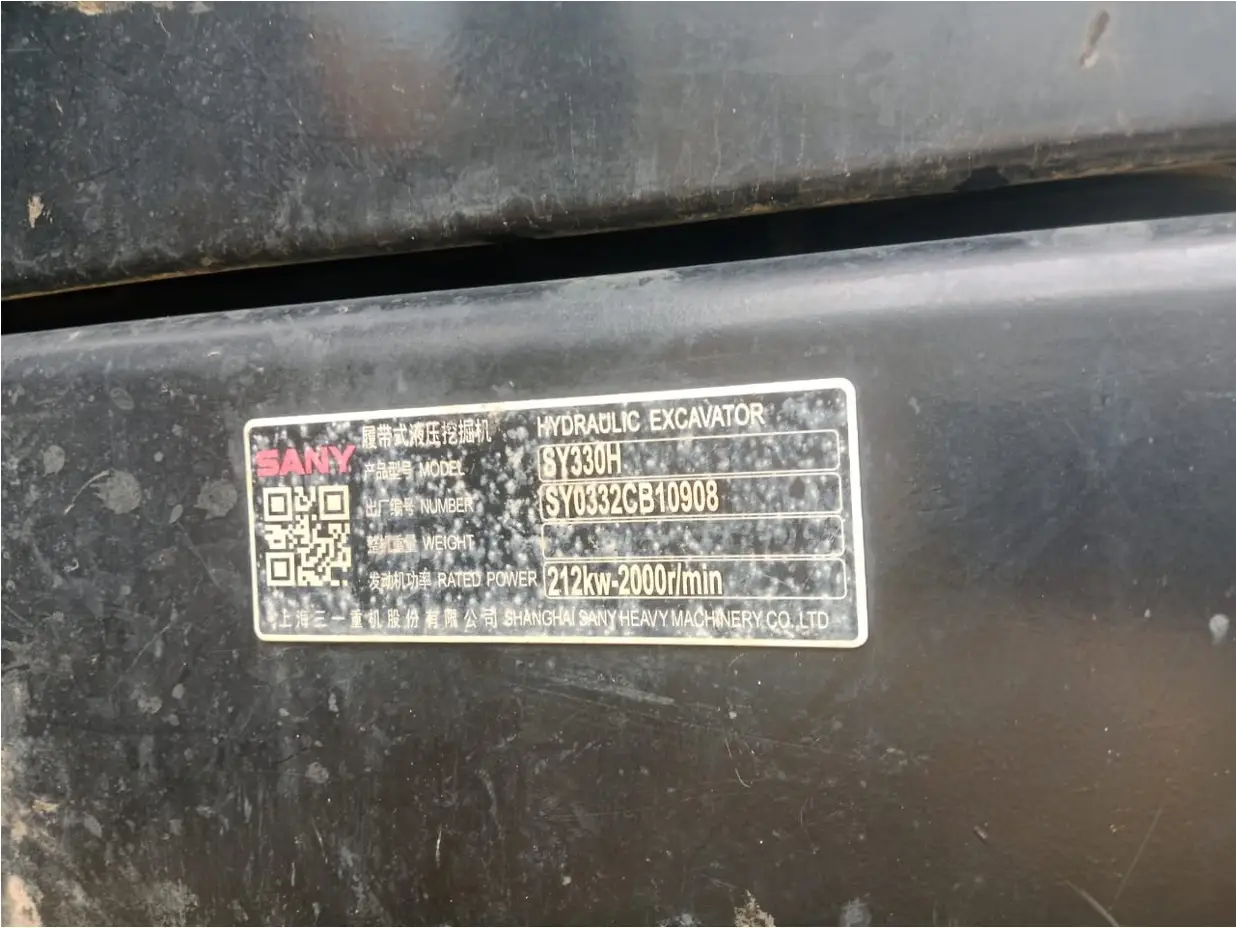 履带式液压挖掘机 HYDRAULIC EXCAVATOR
SANY
产品型号 MODEL SY330H
出厂编号 NUMBER SY0332CB10908
整机重量 WEIGHT
发动机功率 RATED POWER 212kw-2000r/min
上海三一重机股份有限公司 SHANGHAI SANY HEAVY MACHINERY CO., LTD